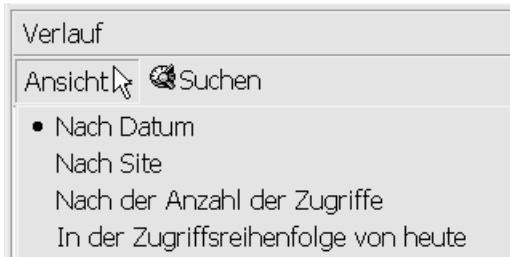 Verlauf
Ansicht Suchen
Nach Datum
Nach Site
Nach der Anzahl der Zugriffe
In der Zugriffsreihenfolge von heute